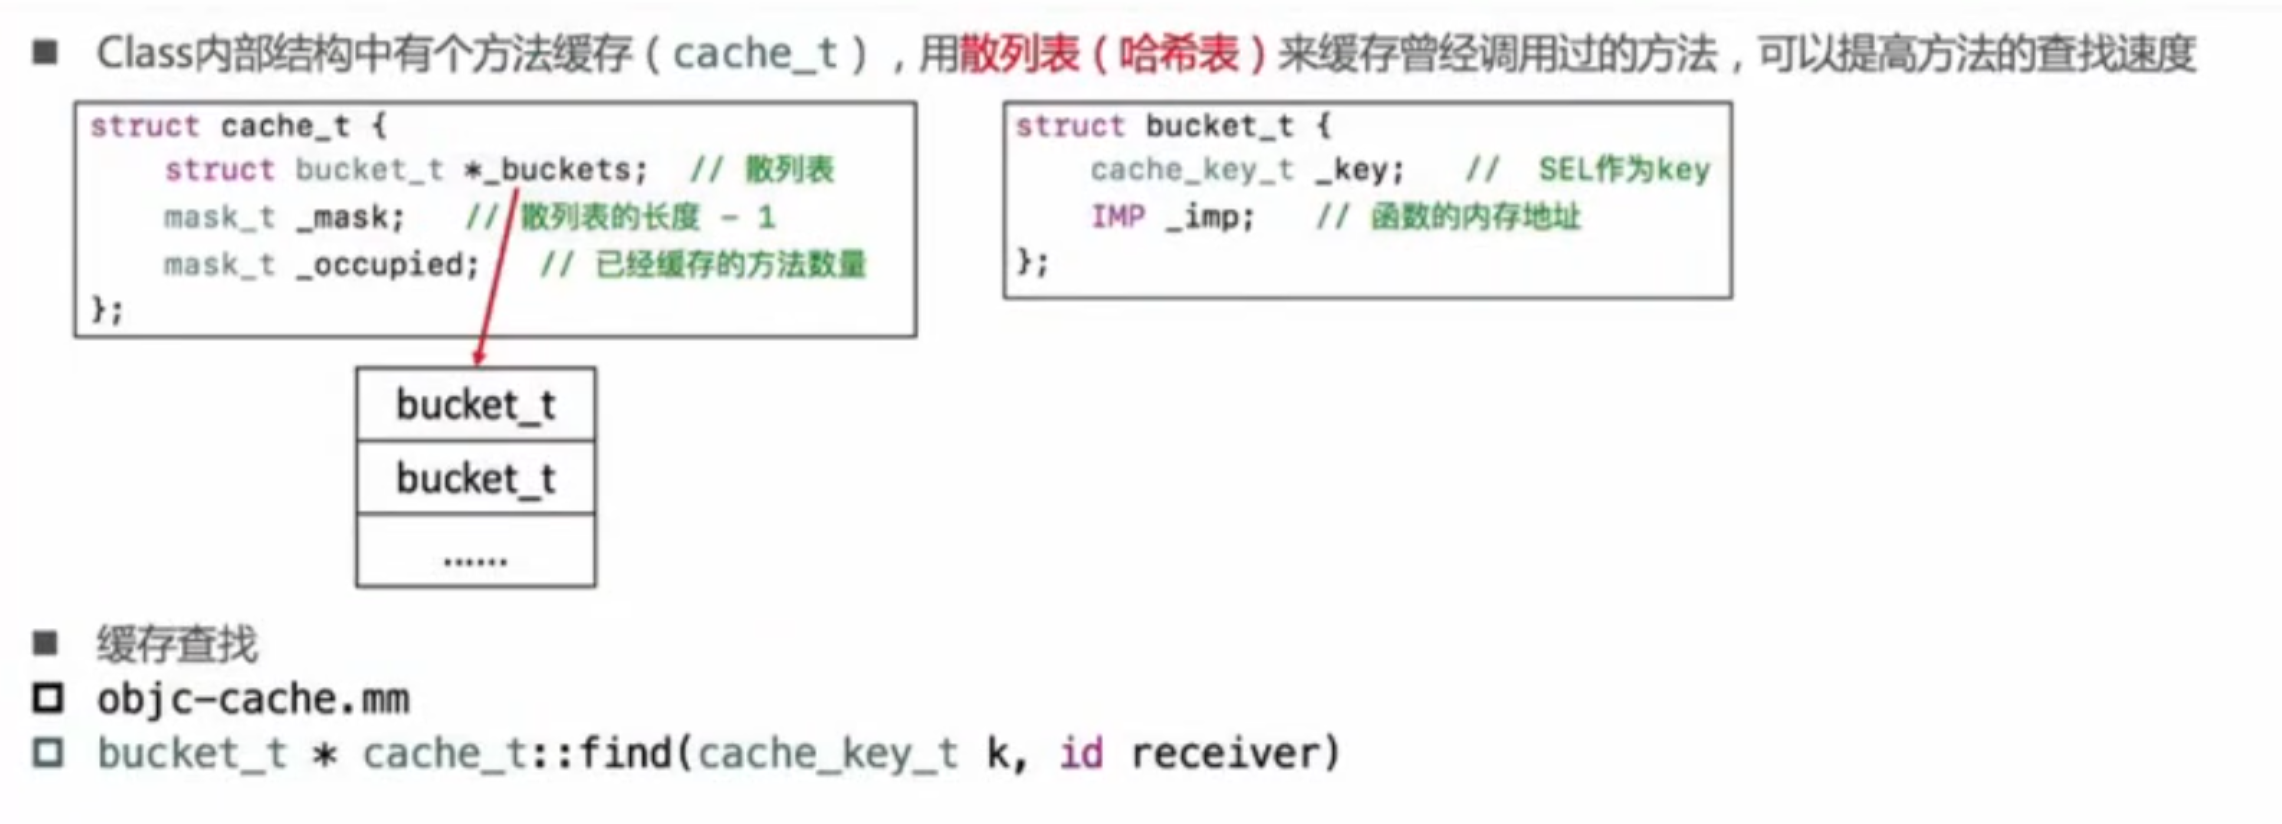 ■ Class内部结构中有个方法缓存（cache_t），用散列表（哈希表）来缓存曾经调用过的方法，可以提高方法的查找速度
struct cache_t {
struct bucket_t *_buckets; // 散列表
mask_t _mask; // 散列表的长度 - 1
mask_t _occupied; // 已经缓存的方法数量
};
struct bucket_t {
cache_key_t _key; // SEL作为key
IMP _imp; // 函数的内存地址
};
bucket_t
bucket_t
......
■ 缓存查找
objc-cache.mm
bucket_t * cache_t::find(cache_key_t k, id receiver)